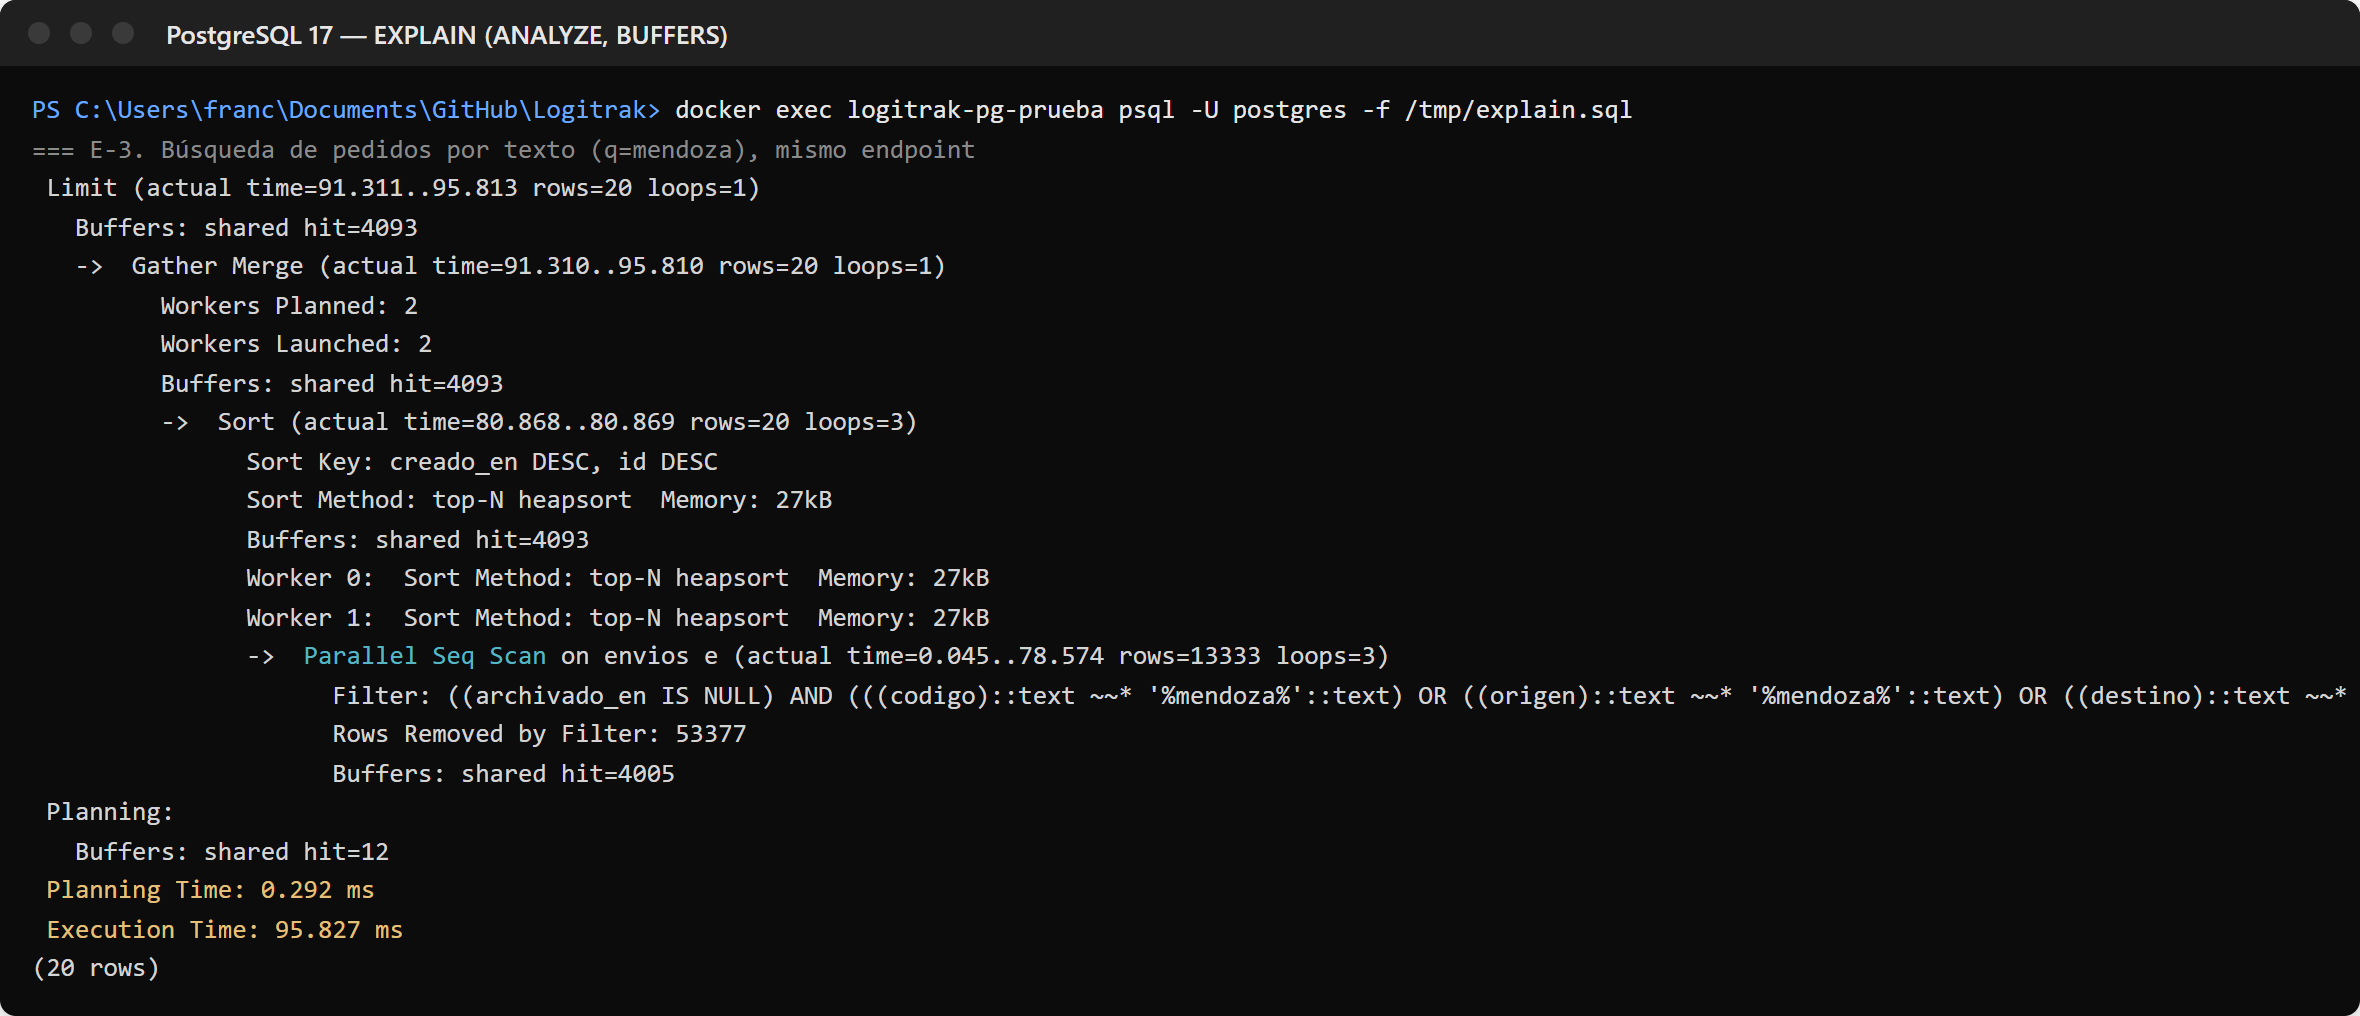 PostgreSQL 17 — EXPLAIN (ANALYZE, BUFFERS)
PS C:\Users\franc\Documents\GitHub\Logitrak> docker exec logitrak-pg-prueba psql -U postgres -f /tmp/explain.sql
=== E-3. Búsqueda de pedidos por texto (q=mendoza), mismo endpoint
 Limit (actual time=91.311..95.813 rows=20 loops=1)
   Buffers: shared hit=4093
   ->  Gather Merge (actual time=91.310..95.810 rows=20 loops=1)
         Workers Planned: 2
         Workers Launched: 2
         Buffers: shared hit=4093
         ->  Sort (actual time=80.868..80.869 rows=20 loops=3)
               Sort Key: creado_en DESC, id DESC
               Sort Method: top-N heapsort  Memory: 27kB
               Buffers: shared hit=4093
               Worker 0:  Sort Method: top-N heapsort  Memory: 27kB
               Worker 1:  Sort Method: top-N heapsort  Memory: 27kB
               ->  Parallel Seq Scan on envios e (actual time=0.045..78.574 rows=13333 loops=3)
                     Filter: ((archivado_en IS NULL) AND (((codigo)::text ~~* '%mendoza%'::text) OR ((origen)::text ~~* '%mendoza%'::text) OR ((destino)::text ~~*
                     Rows Removed by Filter: 53377
                     Buffers: shared hit=4005
 Planning:
   Buffers: shared hit=12
 Planning Time: 0.292 ms
 Execution Time: 95.827 ms
(20 rows)